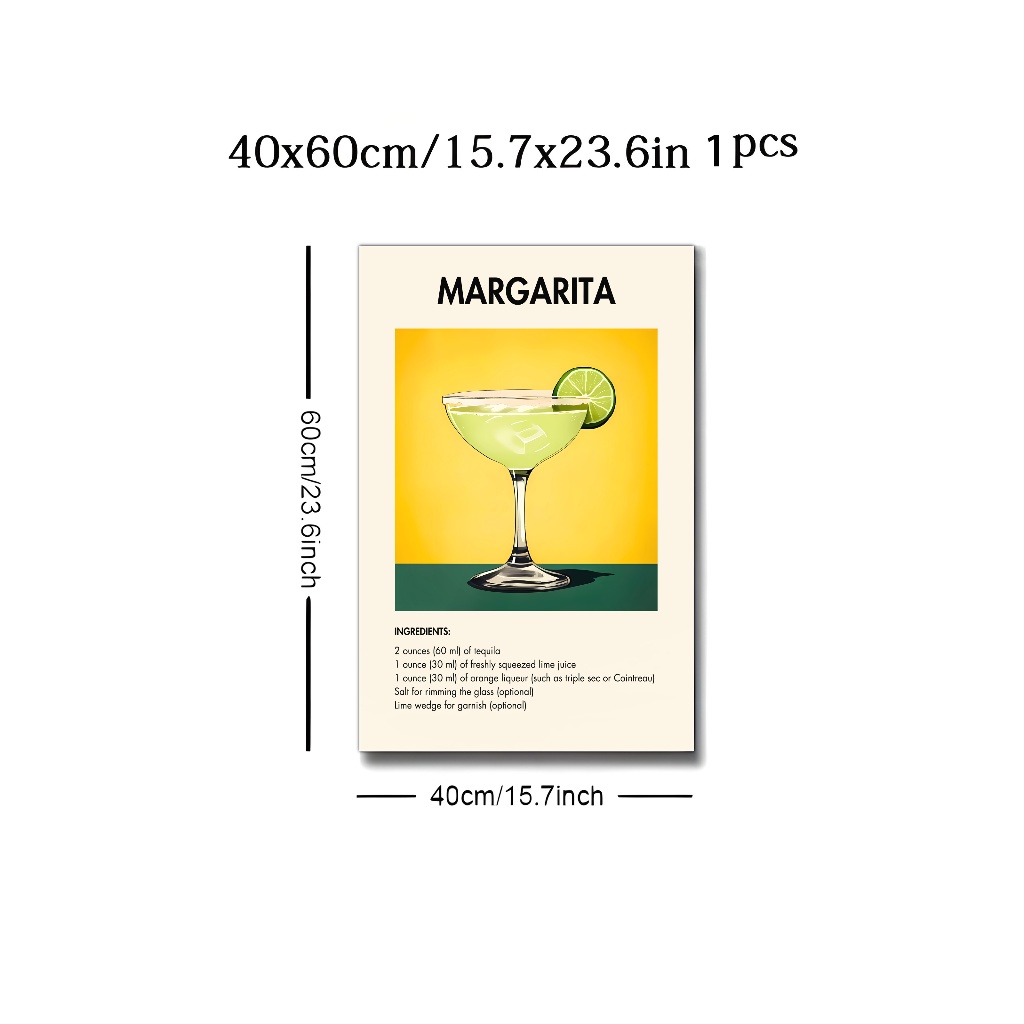 40x60cm/15.7x23.6in 1pcs
MARGARITA
60cm/23.6inch
INGREDIENTS:
2 ounces (60 ml) of tequila
1 ounce (30 ml) of freshly squeezed lime juice
1 ounce (30 ml) of orange liqueur (such as triple sec or Cointreau)
Salt for rimming the glass (optional)
Lime wedge for garnish (optional)
40cm/15.7inch